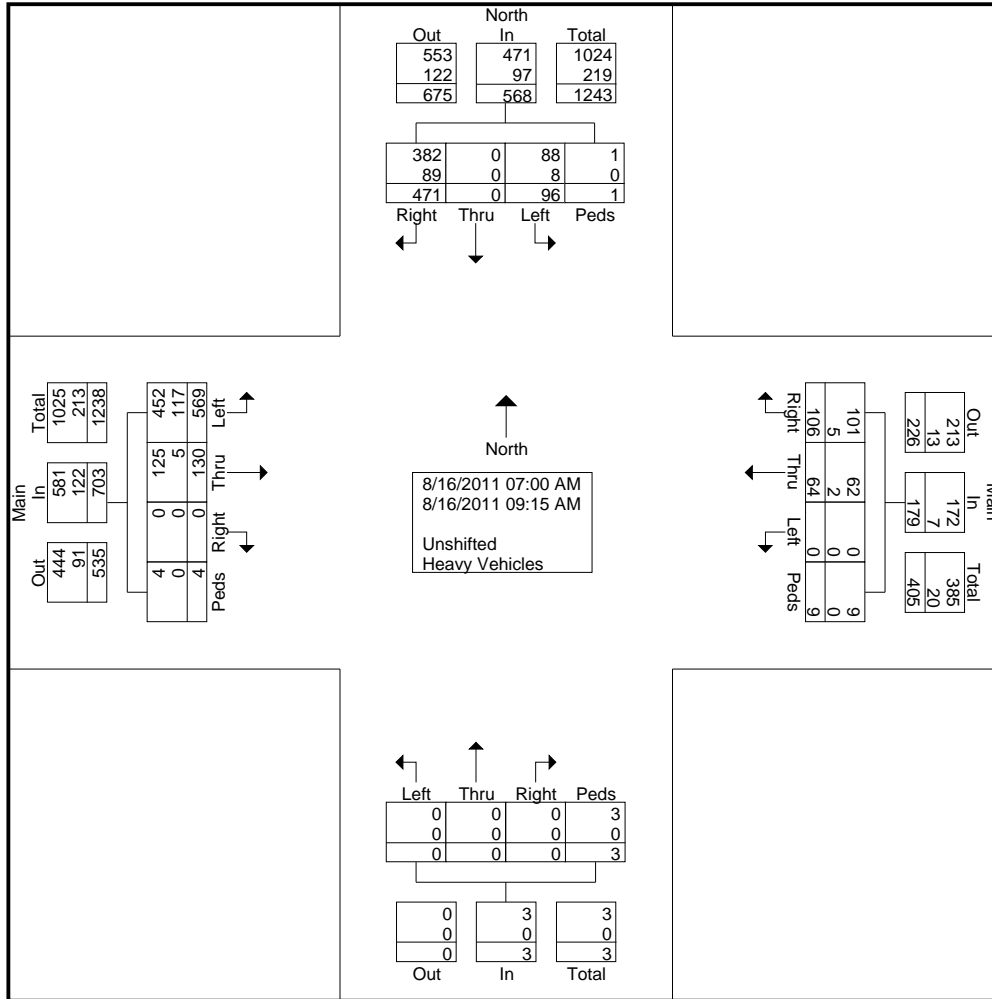 North
Out In Total
553 471 1024
122 97 219
675 568 1243
382 0 88 1
89 0 8 0
471 0 96 1
Right Thru Left Peds
Main
Total In Out
1025 581 444
213 122 91
1238 703 535
452 125 0 4
117 5 0 0
569 130 0 4
Left Thru Right Peds
North
8/16/2011 07:00 AM
8/16/2011 09:15 AM
Unshifted
Heavy Vehicles
Right Thru Left Peds
101 62 0 9
5 2 0 0
106 64 0 9
Main
Out In Total
213 172 385
13 7 20
226 179 405
Left Thru Right Peds
0 0 0 3
0 0 0 0
0 0 0 3
0 3 3
0 0 0
0 3 3
Out In Total